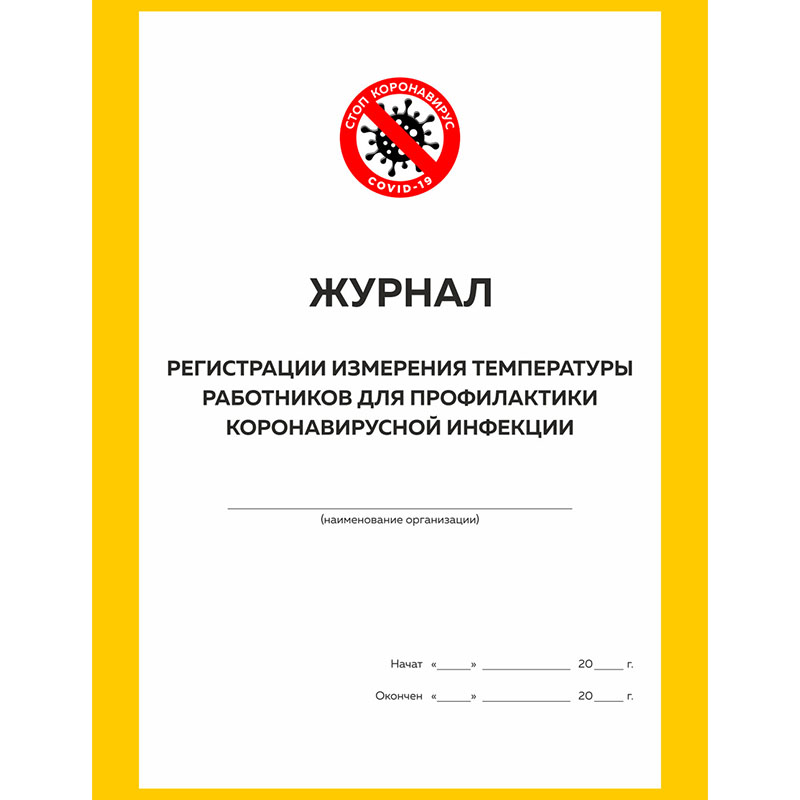 СТОП КОРОНАВИРУС
COVID-19
ЖУРНАЛ
РЕГИСТРАЦИИ ИЗМЕРЕНИЯ ТЕМПЕРАТУРЫ
РАБОТНИКОВ ДЛЯ ПРОФИЛАКТИКИ
КОРОНАВИРУСНОЙ ИНФЕКЦИИ
(наименование организации)
Начат «_____» _____________ 20____ г.
Окончен «_____» _____________ 20____ г.